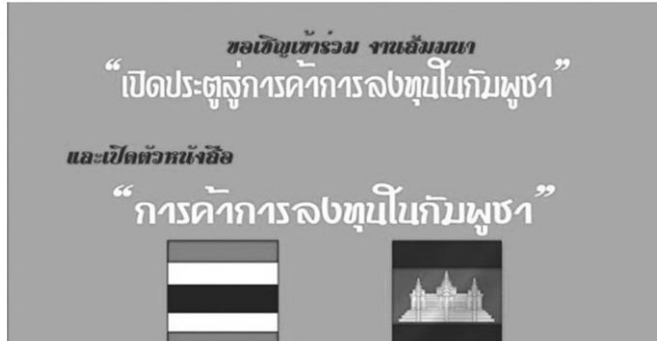 ขอเชิญเข้าร่วม งานสัมมนา
“เปิดประตูสู่การค้าการลงทุนในกัมพูชา”
และเปิดตัวหนังสือ
“การค้าการลงทุนในกัมพูชา”